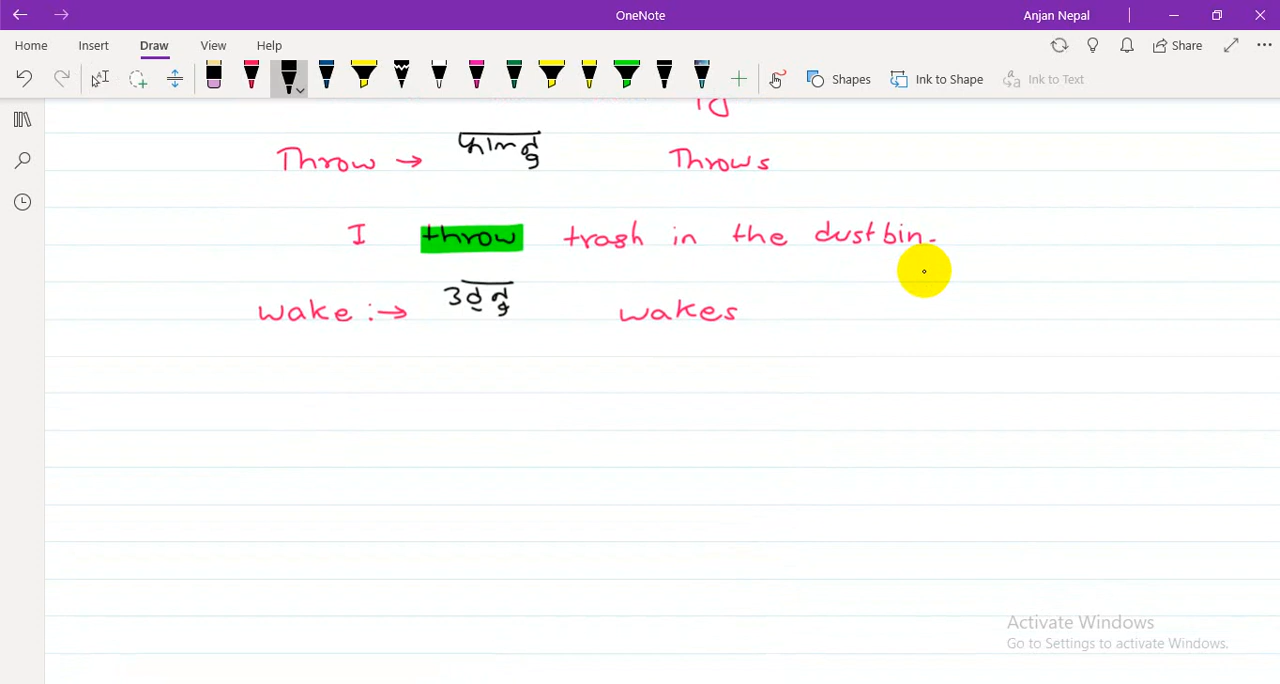 OneNote
Anjan Nepal
Home Insert Draw View Help
Share
Shapes Ink to Shape Ink to Text
Throw → फाल्नु Throws
I throw trash in the dustbin.
wake :→ उठ्नु wakes
Activate Windows
Go to Settings to activate Windows.